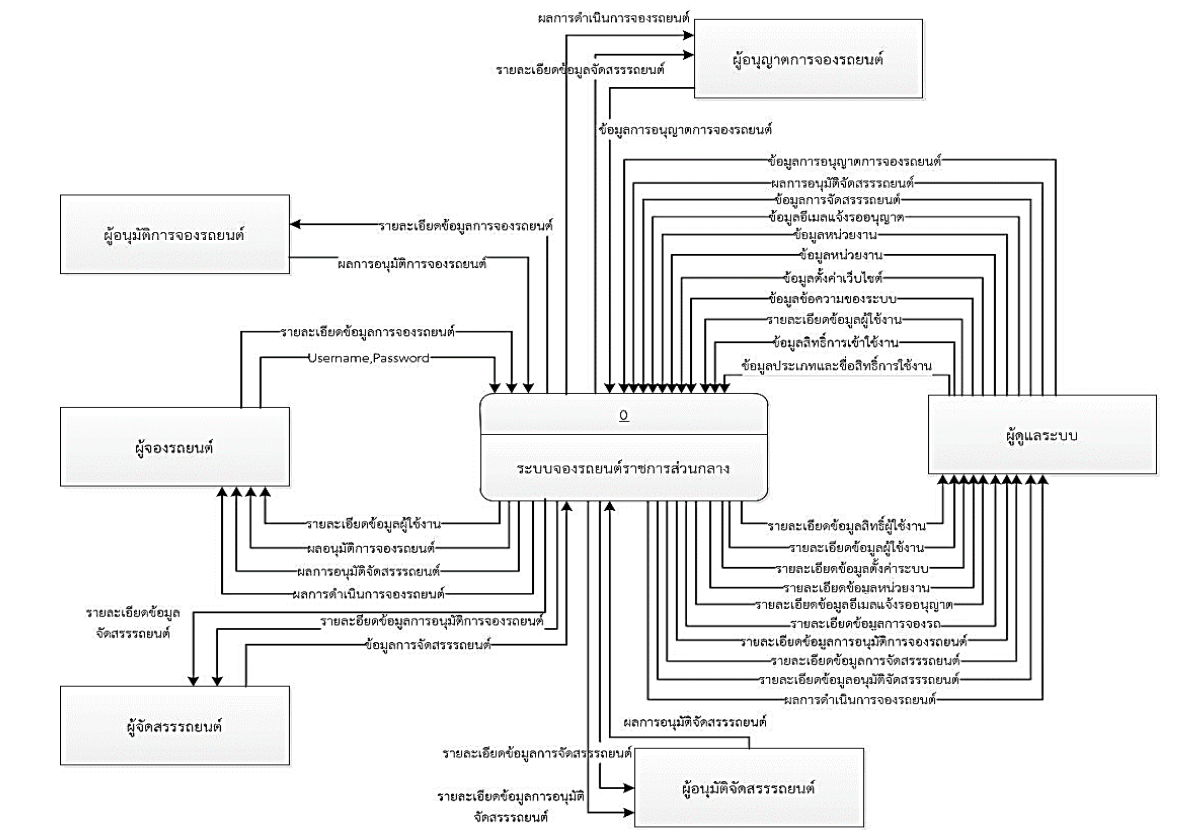 ผลการดำเนินการจองรถยนต์
ผู้อนุญาตการจองรถยนต์
รายละเอียดข้อมูลจัดสรรรถยนต์
ข้อมูลการอนุญาตการจองรถยนต์
ข้อมูลการอนุญาตการจองรถยนต์
ผลการอนุมัติจัดสรรรถยนต์
ข้อมูลการจัดสรรรถยนต์
ข้อมูลอีเมลแจ้งรออนุญาต
ข้อมูลหน่วยงาน
ข้อมูลหน่วยงาน
ข้อมูลตั้งค่าเว็บไซต์
ข้อมูลข้อความของระบบ
รายละเอียดข้อมูลผู้ใช้งาน
ข้อมูลสิทธิ์การเข้าใช้งาน
ข้อมูลประเภทและชื่อสิทธิ์การใช้งาน
รายละเอียดข้อมูลการจองรถยนต์
ผู้อนุมัติการจองรถยนต์
ผลการอนุมัติการจองรถยนต์
รายละเอียดข้อมูลการจองรถยนต์
Username,Password
ผู้จองรถยนต์
0
ระบบจองรถยนต์ราชการส่วนกลาง
ผู้ดูแลระบบ
รายละเอียดข้อมูลผู้ใช้งาน
ผลอนุมัติการจองรถยนต์
ผลการอนุมัติจัดสรรรถยนต์
ผลการดำเนินการจองรถยนต์
รายละเอียดข้อมูล
จัดสรรรถยนต์
รายละอียดข้อมูลการอนุมัติการจองรถยนต์
ข้อมูลการจัดสรรรถยนต์
ผู้จัดสรรรถยนต์
รายละเอียดข้อมูลสิทธิ์ผู้ใช้งาน
รายละเอียดข้อมูลผู้ใช้งาน
รายละเอียดข้อมูลตั้งค่าระบบ
รายละเอียดข้อมูลหน่วยงาน
รายละเอียดข้อมูลอีเมลแจ้งรออนุญาต
รายละเอียดข้อมูลการจองรถ
รายละเอียดข้อมูลการอนุมัติการจองรถยนต์
รายละเอียดข้อมูลการจัดสรรรถยนต์
รายละเอียดข้อมูลอนุมัติจัดสรรรถยนต์
ผลการดำเนินการจองรถยนต์
ผลการอนุมัติจัดสรรรถยนต์
รายละเอียดข้อมูลการจัดสรรรถยนต์
ผู้อนุมัติจัดสรรรถยนต์
รายละเอียดข้อมูลการอนุมัติ
จัดสรรรถยนต์